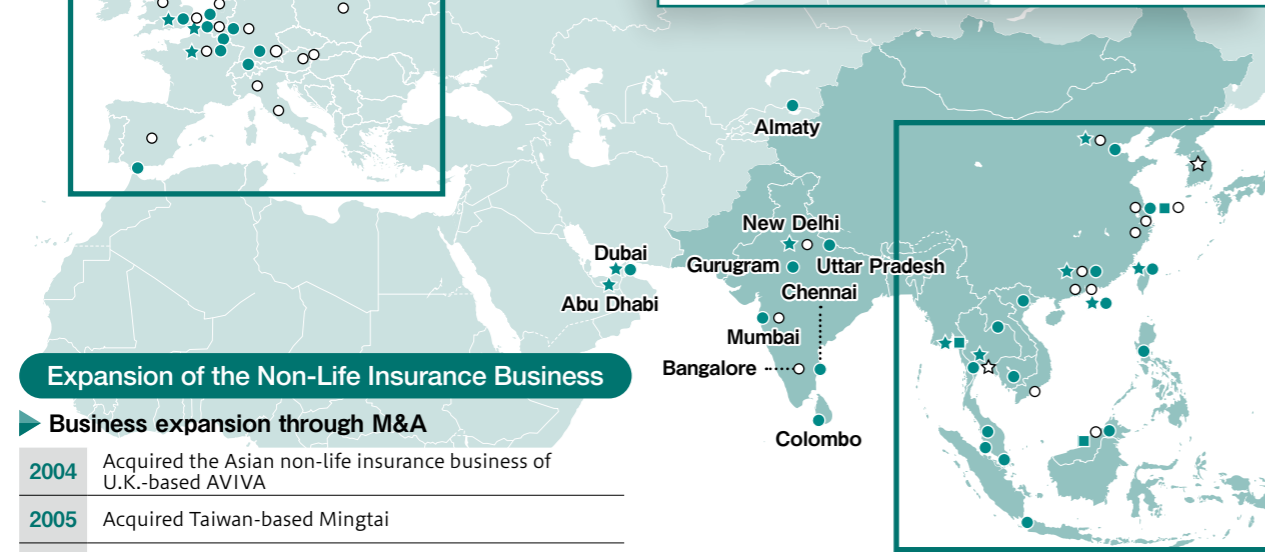 Almaty
New Delhi
Dubai
Gurugram
Uttar Pradesh
Abu Dhabi
Chennai
Mumbai
Bangalore
Colombo
Expansion of the Non-Life Insurance Business
Business expansion through M&A
2004 Acquired the Asian non-life insurance business of
U.K.-based AVIVA
2005 Acquired Taiwan-based Mingtai